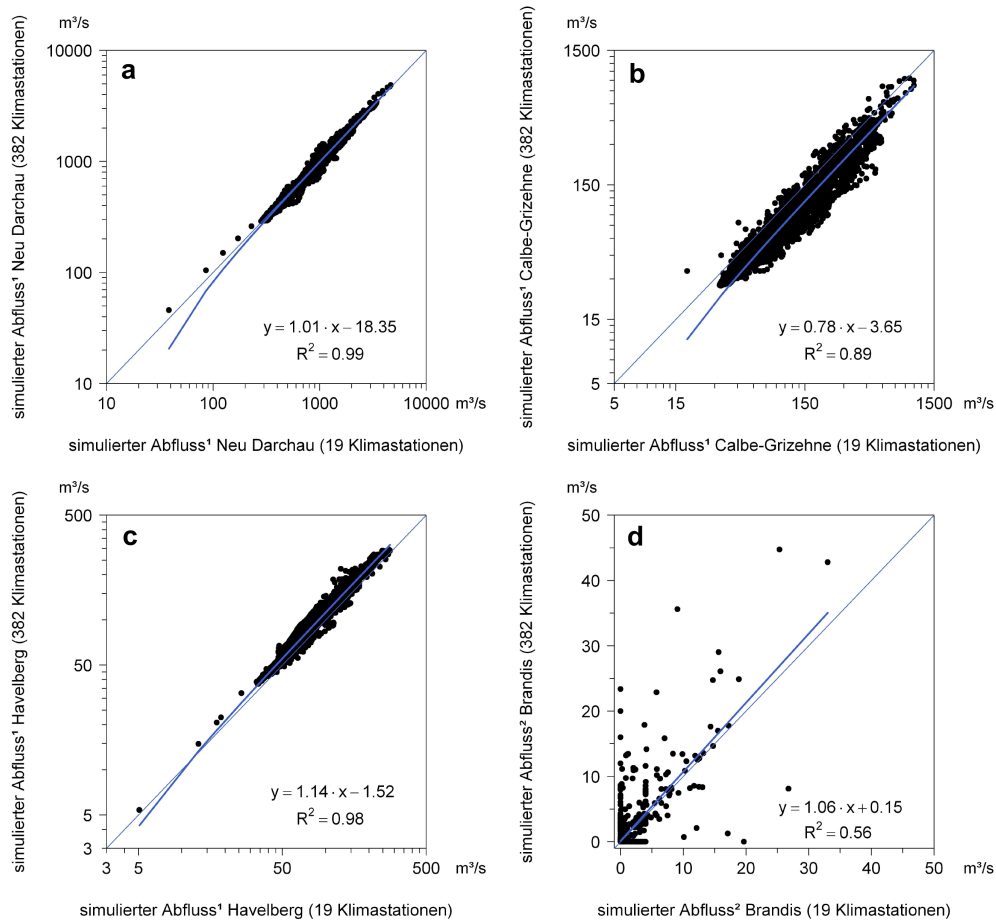 m³/s
10000
1000
100
10
a
y = 1.01 · x – 18.35
R² = 0.99
10 100 1000 10000 m³/s
simulierter Abfluss¹ Neu Darchau (382 Klimastationen)
simulierter Abfluss¹ Neu Darchau (19 Klimastationen)
m³/s
1500
150
15
5
b
y = 0.78 · x – 3.65
R² = 0.89
5 15 150 1500 m³/s
simulierter Abfluss¹ Calbe-Grizehne (382 Klimastationen)
simulierter Abfluss¹ Calbe-Grizehne (19 Klimastationen)
m³/s
500
50
5
3
c
y = 1.14 · x – 1.52
R² = 0.98
3 5 50 500 m³/s
simulierter Abfluss¹ Havelberg (382 Klimastationen)
simulierter Abfluss¹ Havelberg (19 Klimastationen)
m³/s
50
40
30
20
10
0
d
y = 1.06 · x + 0.15
R² = 0.56
0 10 20 30 40 50 m³/s
simulierter Abfluss² Brandis (382 Klimastationen)
simulierter Abfluss² Brandis (19 Klimastationen)